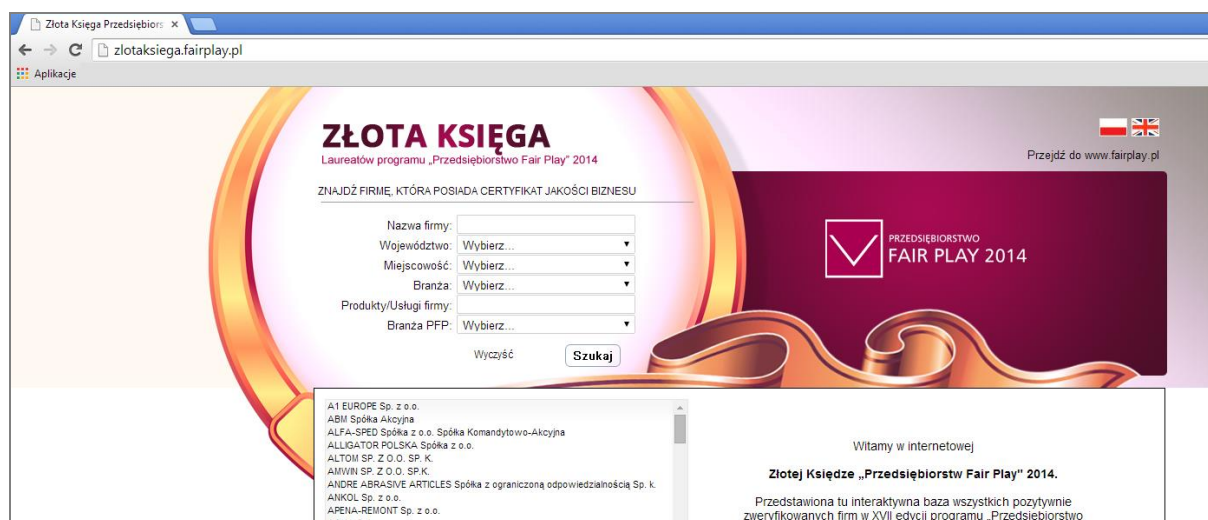 Złota Księga Przedsiębiors
zlotaksiega.fairplay.pl
Aplikacje
ZŁOTA KSIĘGA
Laureatów programu „Przedsiębiorstwo Fair Play" 2014
Przejdź do www.fairplay.pl
ZNAJDŹ FIRMĘ, KTÓRA POSIADA CERTYFIKAT JAKOŚCI BIZNESU
Nazwa firmy:
Województwo: Wybierz...
Miejscowość: Wybierz...
Branża: Wybierz...
Produkty/Usługi firmy:
Branża PFP: Wybierz...
Wyczyść Szukaj
PRZEDSIĘBIORSTWO
FAIR PLAY 2014
A1 EUROPE Sp. z o.o.
ABM Spółka Akcyjna
ALFA-SPED Spółka z o.o. Spółka Komandytowo-Akcyjna
ALLIGATOR POLSKA Spółka z o.o.
ALTOM SP. Z O.O. SP. K.
AMWIN SP. Z O.O. SP.K.
ANDRE ABRASIVE ARTICLES Spółka z ograniczoną odpowiedzialnością Sp. k.
ANKOL Sp. z o.o.
APENA-REMONT Sp. z o.o.
Witamy w internetowej
Złotej Księdze „Przedsiębiorstw Fair Play" 2014.
Przedstawiona tu interaktywna baza wszystkich pozytywnie
zweryfikowanych firm w XVII edycji programu „Przedsiębiorstwo